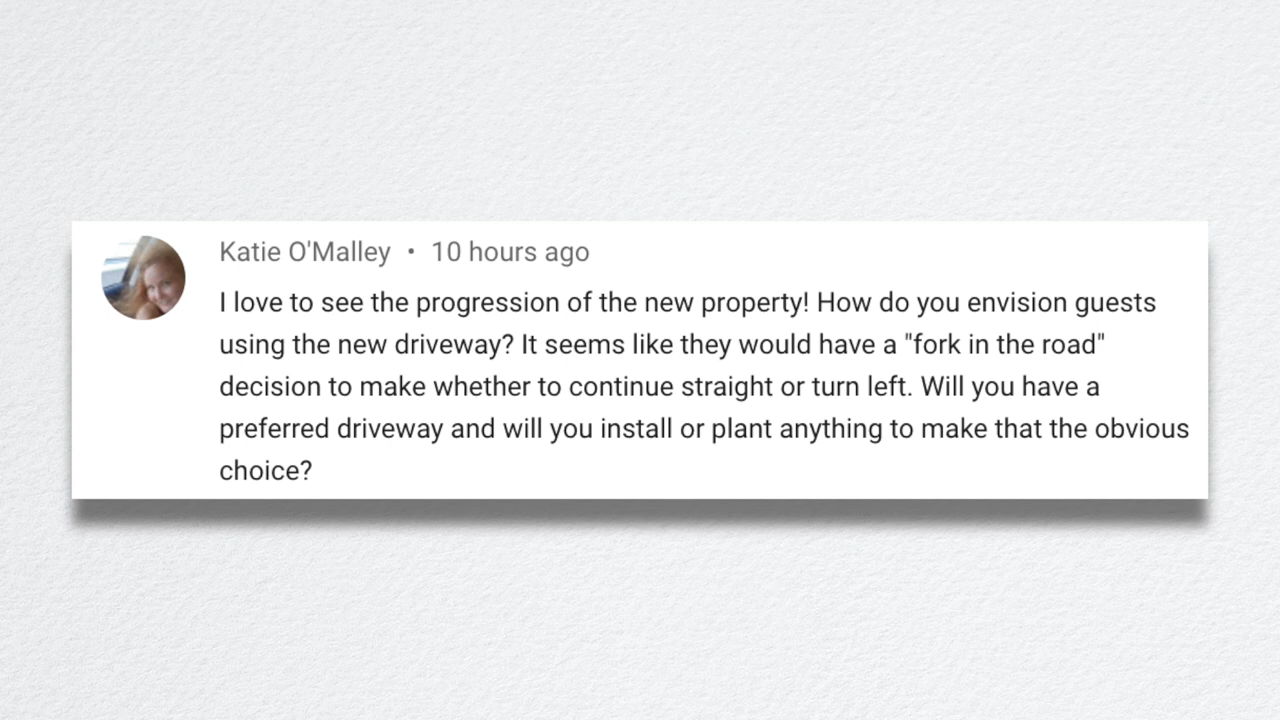 Katie O'Malley • 10 hours ago
I love to see the progression of the new property! How do you envision guests
using the new driveway? It seems like they would have a "fork in the road"
decision to make whether to continue straight or turn left. Will you have a
preferred driveway and will you install or plant anything to make that the obvious
choice?